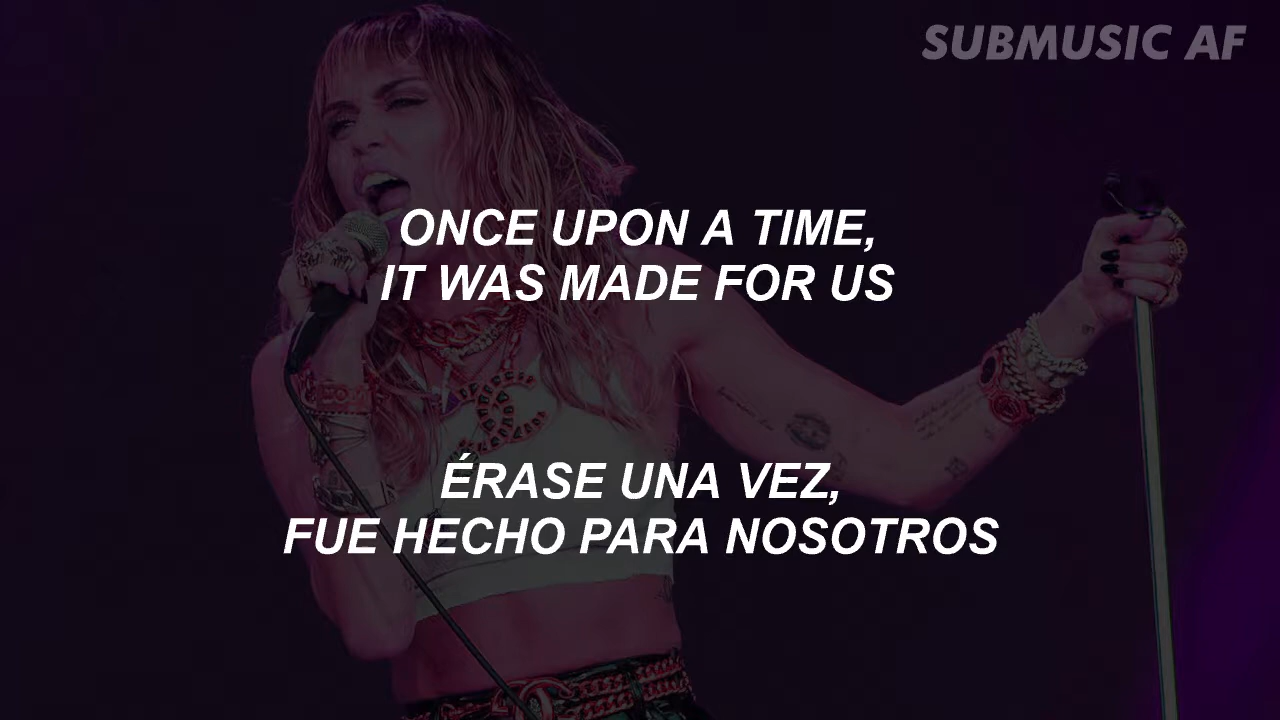 SUBMUSIC AF
ONCE UPON A TIME,
IT WAS MADE FOR US
ÉRASE UNA VEZ,
FUE HECHO PARA NOSOTROS